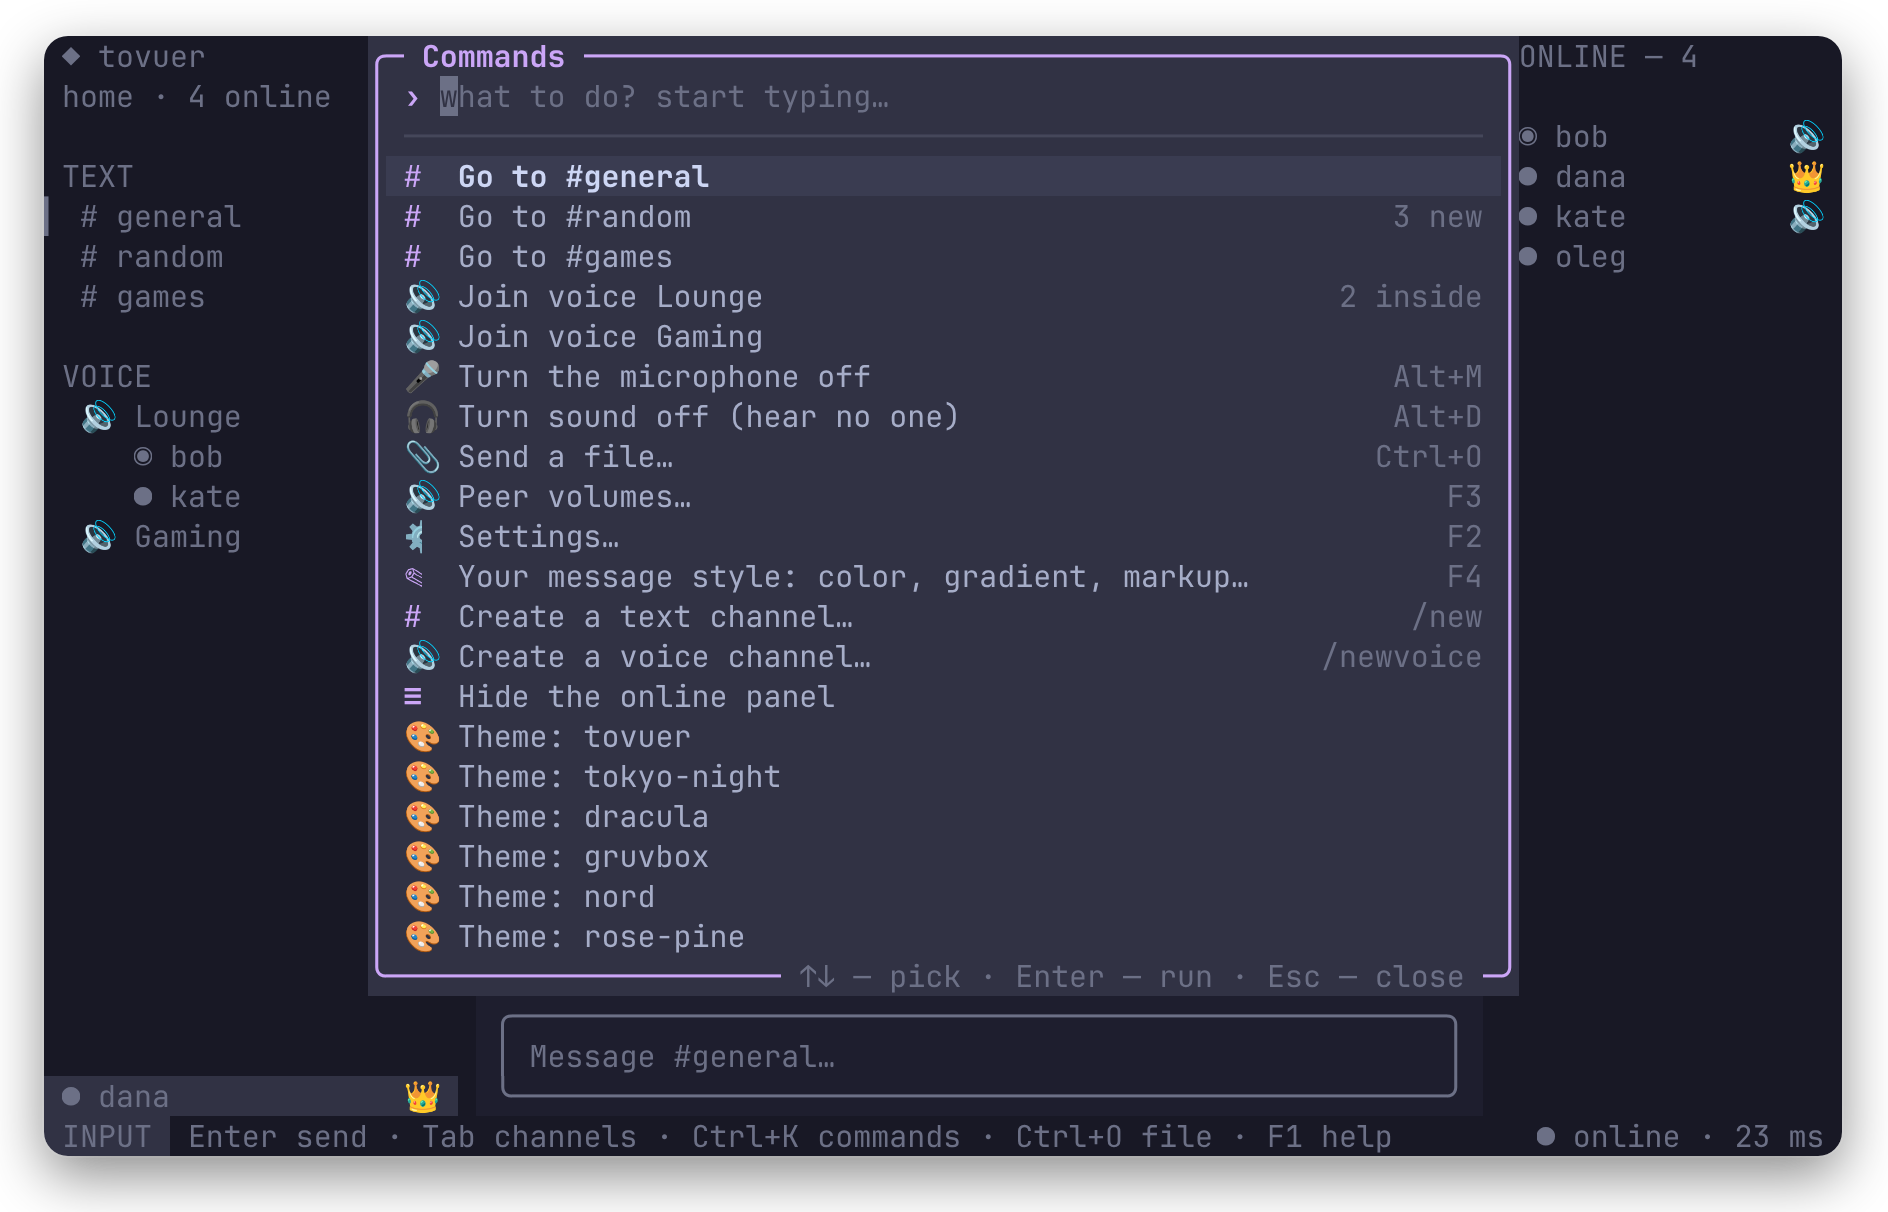 ◆ tovuer
home · 4 online
TEXT
# general
# random
# games
VOICE
🔊 Lounge
◉ bob
● kate
🔊 Gaming
● dana 👑
Commands
› what to do? start typing…
# Go to #general
# Go to #random 3 new
# Go to #games
🔊 Join voice Lounge 2 inside
🔊 Join voice Gaming
🎤 Turn the microphone off Alt+M
🎧 Turn sound off (hear no one) Alt+D
📎 Send a file… Ctrl+O
🔊 Peer volumes… F3
⚙ Settings… F2
✎ Your message style: color, gradient, markup… F4
# Create a text channel… /new
🔊 Create a voice channel… /newvoice
≡ Hide the online panel
🎨 Theme: tovuer
🎨 Theme: tokyo-night
🎨 Theme: dracula
🎨 Theme: gruvbox
🎨 Theme: nord
🎨 Theme: rose-pine
↑↓ — pick · Enter — run · Esc — close
Message #general…
ONLINE — 4
◉ bob 🔊
● dana 👑
● kate 🔊
● oleg
INPUT Enter send · Tab channels · Ctrl+K commands · Ctrl+O file · F1 help ● online · 23 ms